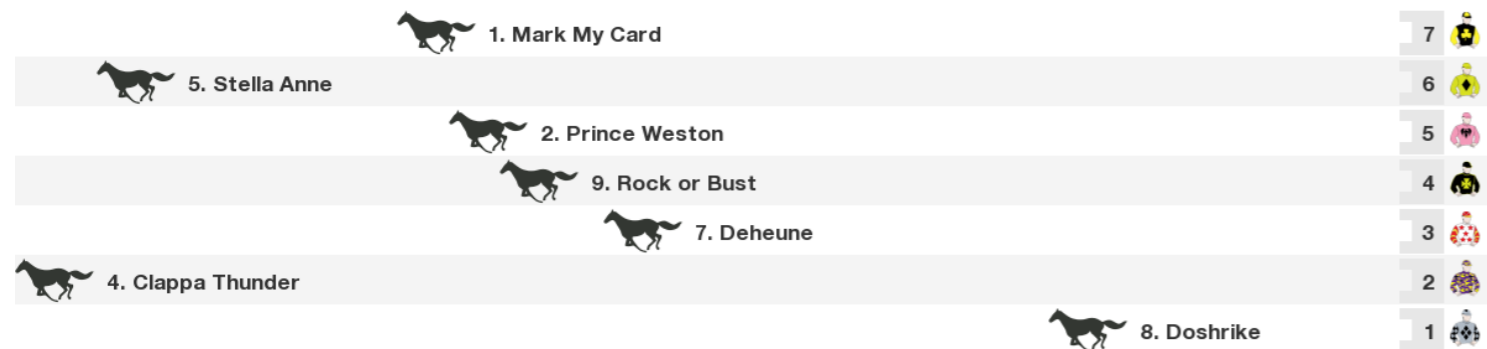 1. Mark My Card 7
5. Stella Anne 6
2. Prince Weston 5
9. Rock or Bust 4
7. Deheune 3
4. Clappa Thunder 2
8. Doshrike 1